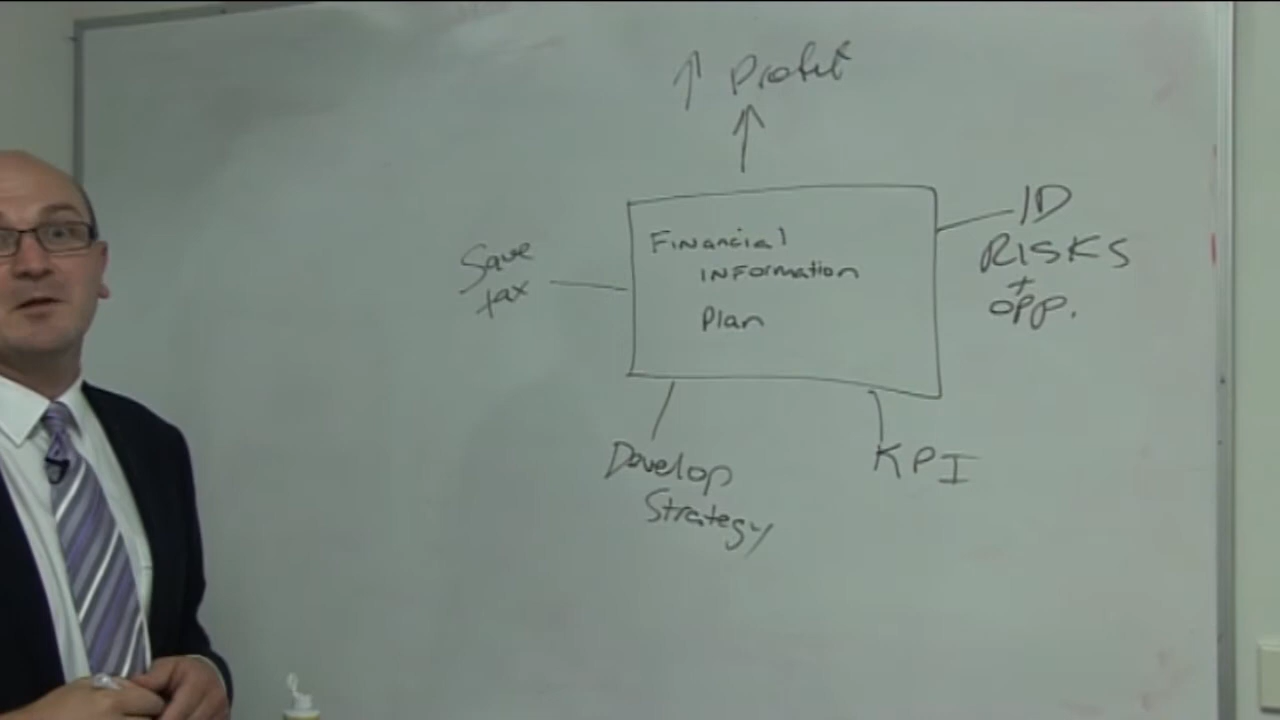 ↑ Profit
Financial
Information
Plan
Save
tax
ID
RISKS
+
opp.
Develop
Strategy
KPI